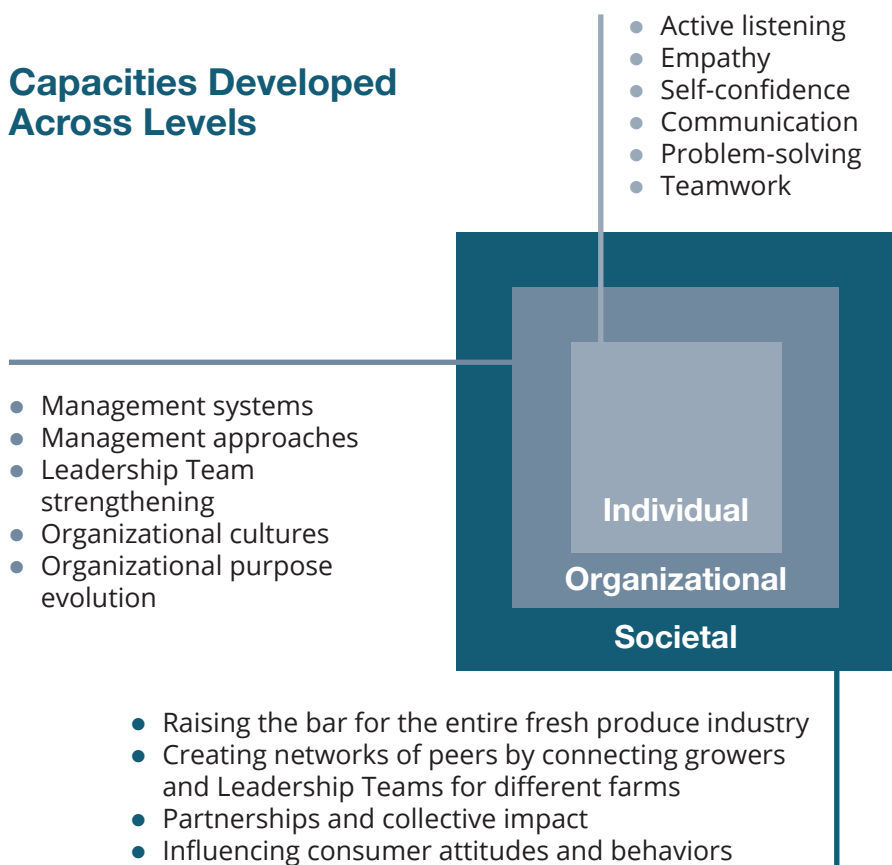 Capacities Developed
Across Levels
● Active listening
● Empathy
● Self-confidence
● Communication
● Problem-solving
● Teamwork
● Management systems
● Management approaches
● Leadership Team
strengthening
● Organizational cultures
● Organizational purpose
evolution
Individual
Organizational
Societal
● Raising the bar for the entire fresh produce industry
● Creating networks of peers by connecting growers
and Leadership Teams for different farms
● Partnerships and collective impact
● Influencing consumer attitudes and behaviors